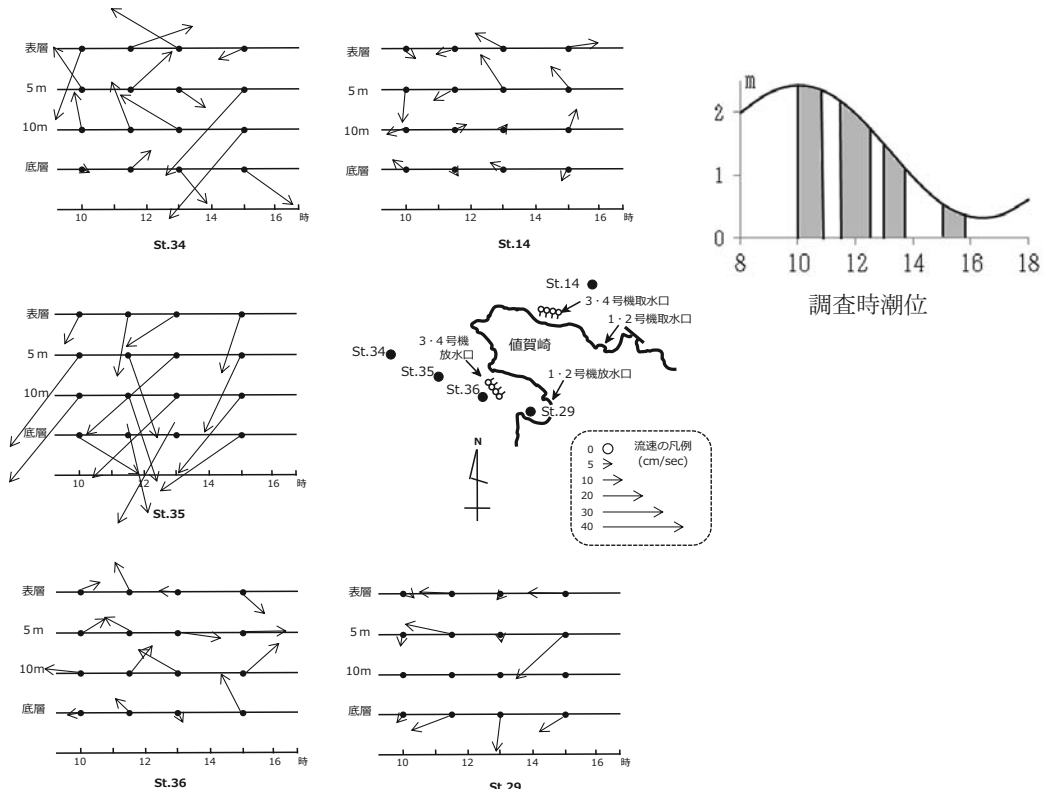 表層
5m
10m
底層
10 12 14 16 時
St.34
表層
5m
10m
底層
10 12 14 16 時
St.14
m
2
1
0
8 10 12 14 16 18
調査時潮位
表層
5m
10m
底層
10 12 14 16 時
St.35
St.14
3・4号機取水口
1・2号機取水口
値賀崎
3・4号機
放水口
St.34
St.35
St.36
1・2号機放水口
St.29
N
流速の凡例
(cm/sec)
0
5
10
20
30
40
表層
5m
10m
底層
10 12 14 16 時
St.36
表層
5m
10m
底層
10 12 14 16 時
St.29